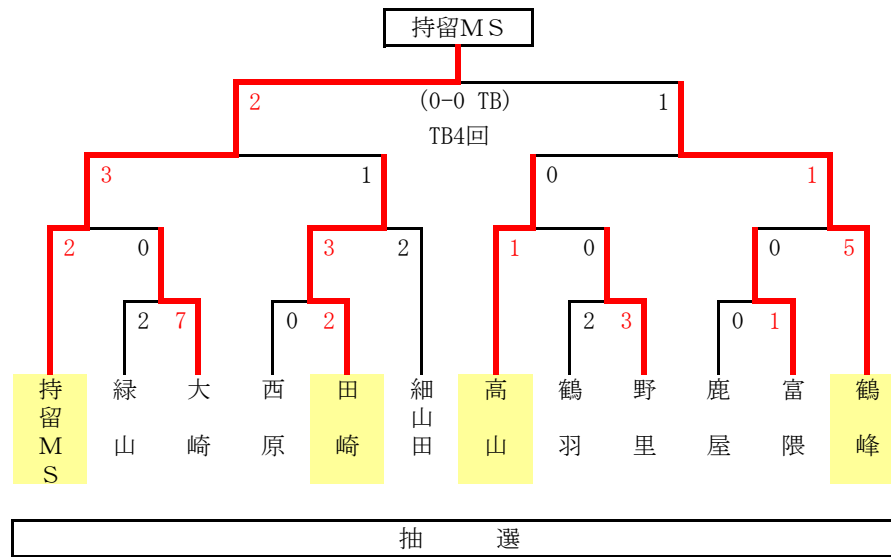 持留ＭＳ
2 (0-0 TB) 1
TB4回
3 1 0 1
2 0 3 2 1 0 0 5
2 7 0 2 2 3 0 1
持留ＭＳ 緑山 大崎 西原 田崎 細山田 高山 鶴羽 野里 鹿屋 富隈 鶴峰
抽 選